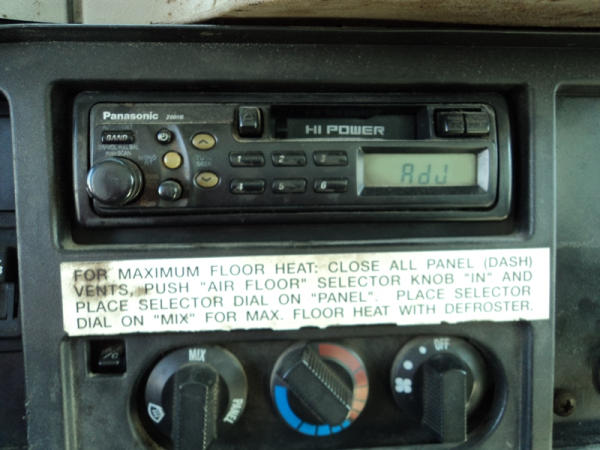 Panasonic
BAND
HI POWER
1 2 3
4 5 6
AdJ
FOR MAXIMUM FLOOR HEAT: CLOSE ALL PANEL (DASH)
VENTS, PUSH "AIR FLOOR" SELECTOR KNOB "IN" AND
PLACE SELECTOR DIAL ON "PANEL". PLACE SELECTOR
DIAL ON "MIX" FOR MAX. FLOOR HEAT WITH DEFROSTER.
MIX
PANEL
OFF